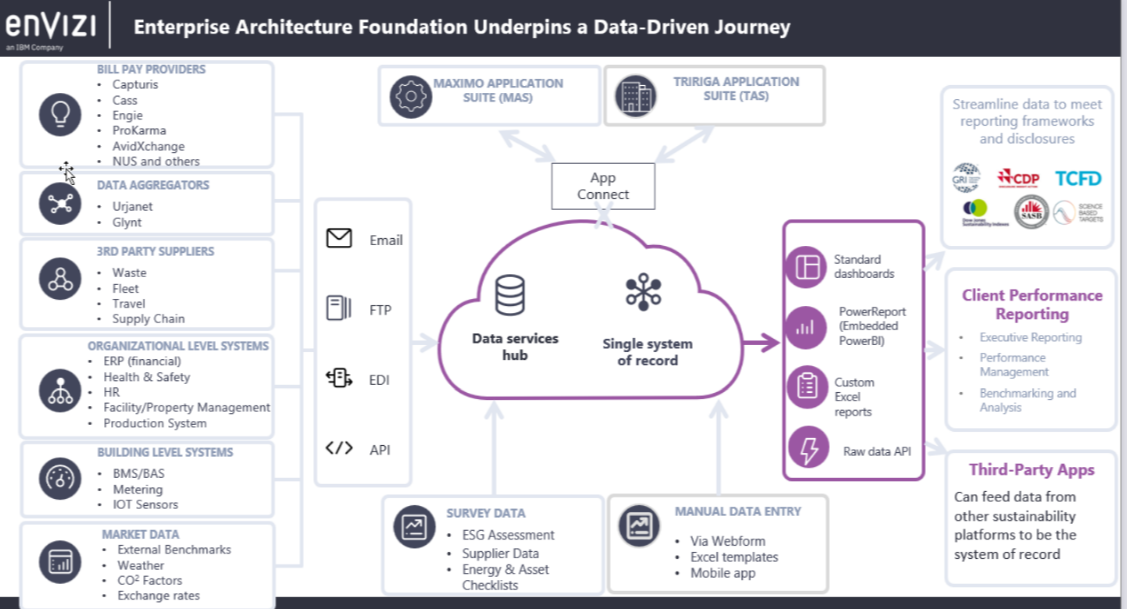 enVIZI
an IBM Company
Enterprise Architecture Foundation Underpins a Data-Driven Journey
BILL PAY PROVIDERS
• Capturis
• Cass
• Engie
• ProKarma
• AvidXchange
• NUS and others
DATA AGGREGATORS
• Urjanet
• Glynt
3RD PARTY SUPPLIERS
• Waste
• Fleet
• Travel
• Supply Chain
ORGANIZATIONAL LEVEL SYSTEMS
• ERP (financial)
• Health & Safety
• HR
• Facility/Property Management
• Production System
BUILDING LEVEL SYSTEMS
• BMS/BAS
• Metering
• IOT Sensors
MARKET DATA
• External Benchmarks
• Weather
• CO² Factors
• Exchange rates
Email
FTP
EDI
API
MAXIMO APPLICATION
SUITE (MAS)
TRIRIGA APPLICATION
SUITE (TAS)
App
Connect
Data services
hub
Single system
of record
SURVEY DATA
• ESG Assessment
• Supplier Data
• Energy & Asset
Checklists
MANUAL DATA ENTRY
• Via Webform
• Excel templates
• Mobile app
Standard
dashboards
PowerReport
(Embedded
PowerBI)
Custom
Excel
reports
Raw data API
Streamline data to meet
reporting frameworks
and disclosures
GRI
CDP
TCFD
Dow Jones
Sustainability Indexes
SASB
SCIENCE
BASED
TARGETS
Client Performance
Reporting
• Executive Reporting
• Performance
Management
• Benchmarking and
Analysis
Third-Party Apps
Can feed data from
other sustainability
platforms to be the
system of record